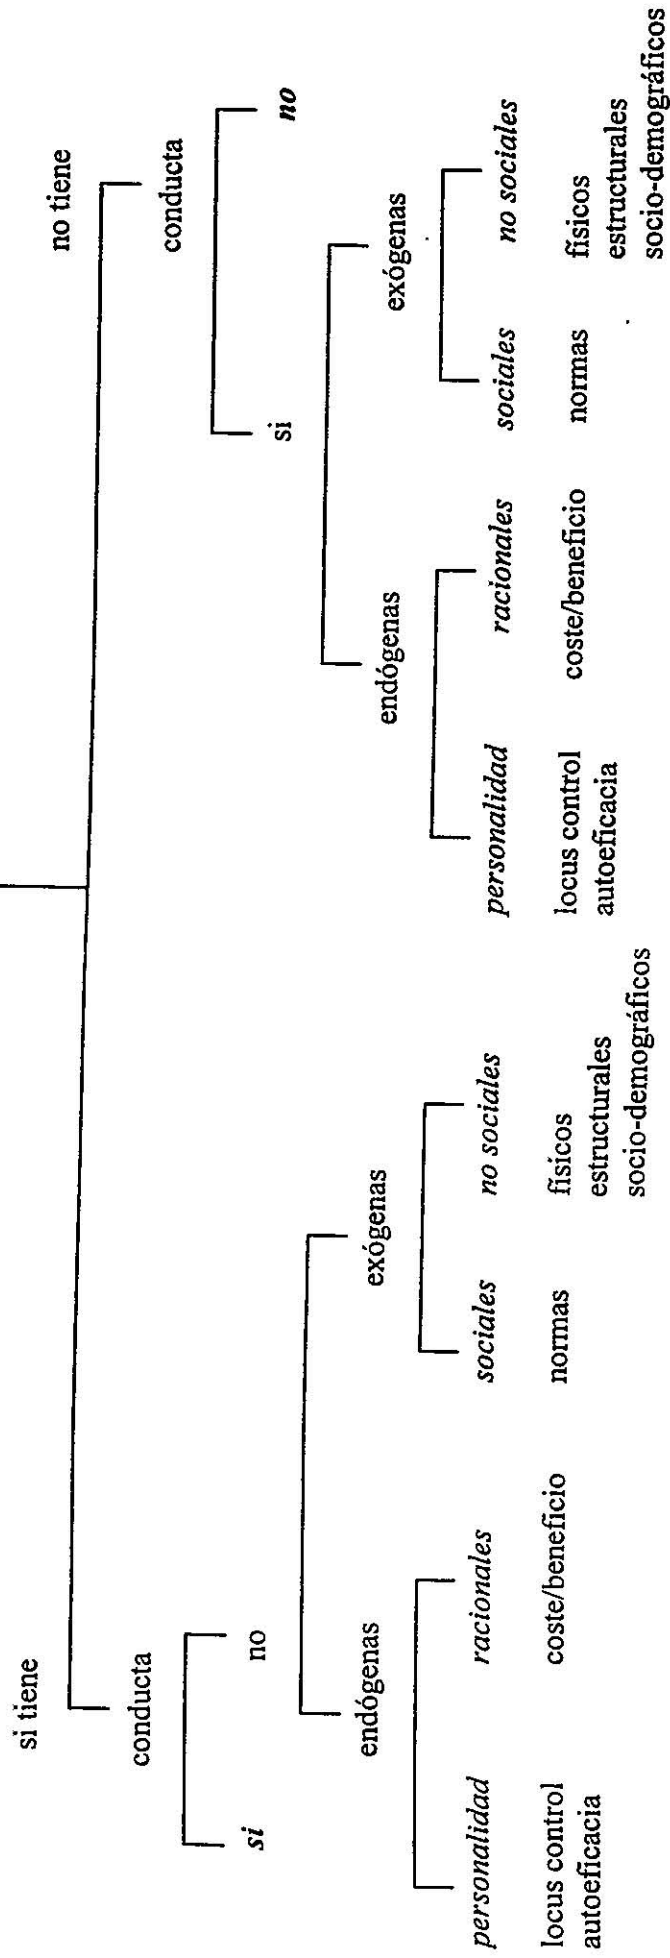 si tiene
no tiene
conducta
conducta
si
no
si
no
endógenas
exógenas
endógenas
exógenas
personalidad
racionales
sociales
no sociales
personalidad
racionales
sociales
no sociales
locus control
autoeficacia
coste/beneficio
normas
físicos
estructurales
socio-demográficos
locus control
autoeficacia
coste/beneficio
normas
físicos
estructurales
socio-demográficos